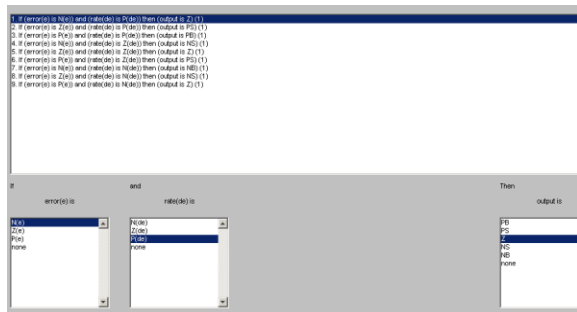 1. If (error(e) is N(e)) and (rate(de) is P(de)) then (output is Z) (1)
2. If (error(e) is Z(e)) and (rate(de) is P(de)) then (output is PS) (1)
3. If (error(e) is P(e)) and (rate(de) is P(de)) then (output is PB) (1)
4. If (error(e) is N(e)) and (rate(de) is Z(de)) then (output is NS) (1)
5. If (error(e) is Z(e)) and (rate(de) is Z(de)) then (output is Z) (1)
6. If (error(e) is P(e)) and (rate(de) is Z(de)) then (output is PS) (1)
7. If (error(e) is N(e)) and (rate(de) is N(de)) then (output is NB) (1)
8. If (error(e) is Z(e)) and (rate(de) is N(de)) then (output is NS) (1)
9. If (error(e) is P(e)) and (rate(de) is N(de)) then (output is Z) (1)
If and Then
error(e) is rate(de) is output is
N(e) N(de) PB
Z(e) Z(de) PS
P(e) P(de) Z
none none NS
NB
none